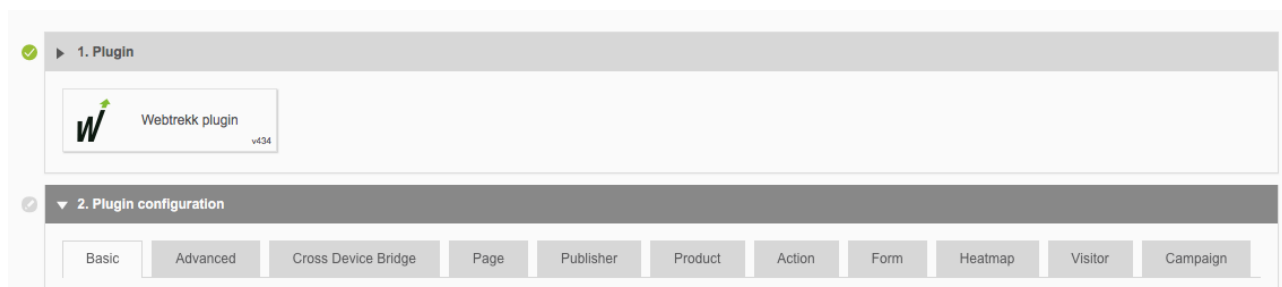 1. Plugin
Webtrekk plugin
v434
2. Plugin configuration
Basic Advanced Cross Device Bridge Page Publisher Product Action Form Heatmap Visitor Campaign